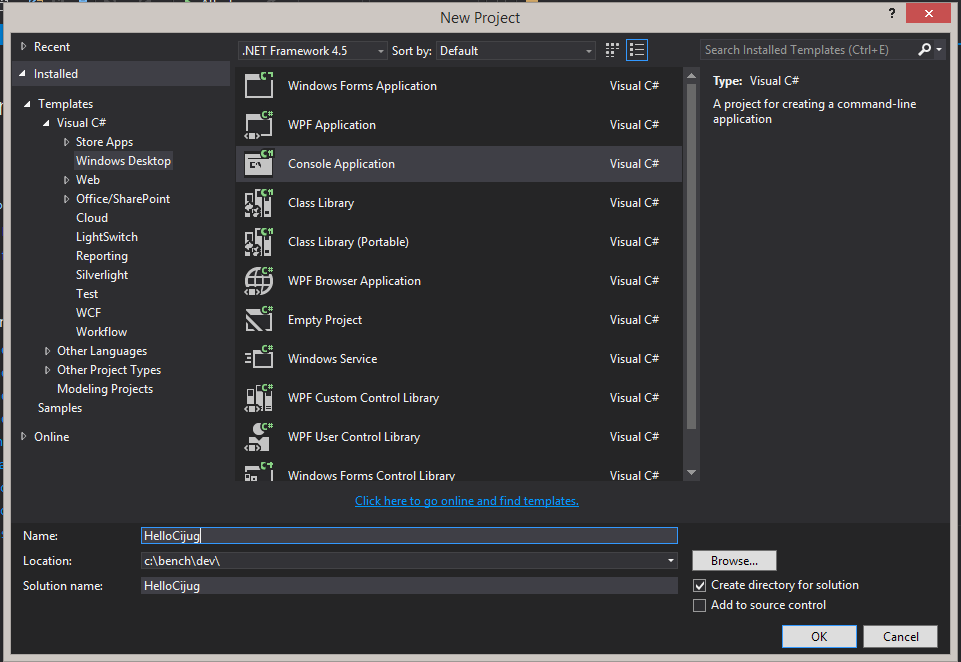 New Project
?
Recent
Installed
Templates
Visual C#
Store Apps
Windows Desktop
Web
Office/SharePoint
Cloud
LightSwitch
Reporting
Silverlight
Test
WCF
Workflow
Other Languages
Other Project Types
Modeling Projects
Samples
Online
.NET Framework 4.5 Sort by: Default
Windows Forms Application Visual C#
WPF Application Visual C#
Console Application Visual C#
Class Library Visual C#
Class Library (Portable) Visual C#
WPF Browser Application Visual C#
Empty Project Visual C#
Windows Service Visual C#
WPF Custom Control Library Visual C#
WPF User Control Library Visual C#
Windows Forms Control Library Visual C#
Click here to go online and find templates.
Search Installed Templates (Ctrl+E)
Type: Visual C#
A project for creating a command-line
application
Name: HelloCijug
Location: c:\bench\dev\
Browse...
Solution name: HelloCijug
Create directory for solution
Add to source control
OK
Cancel